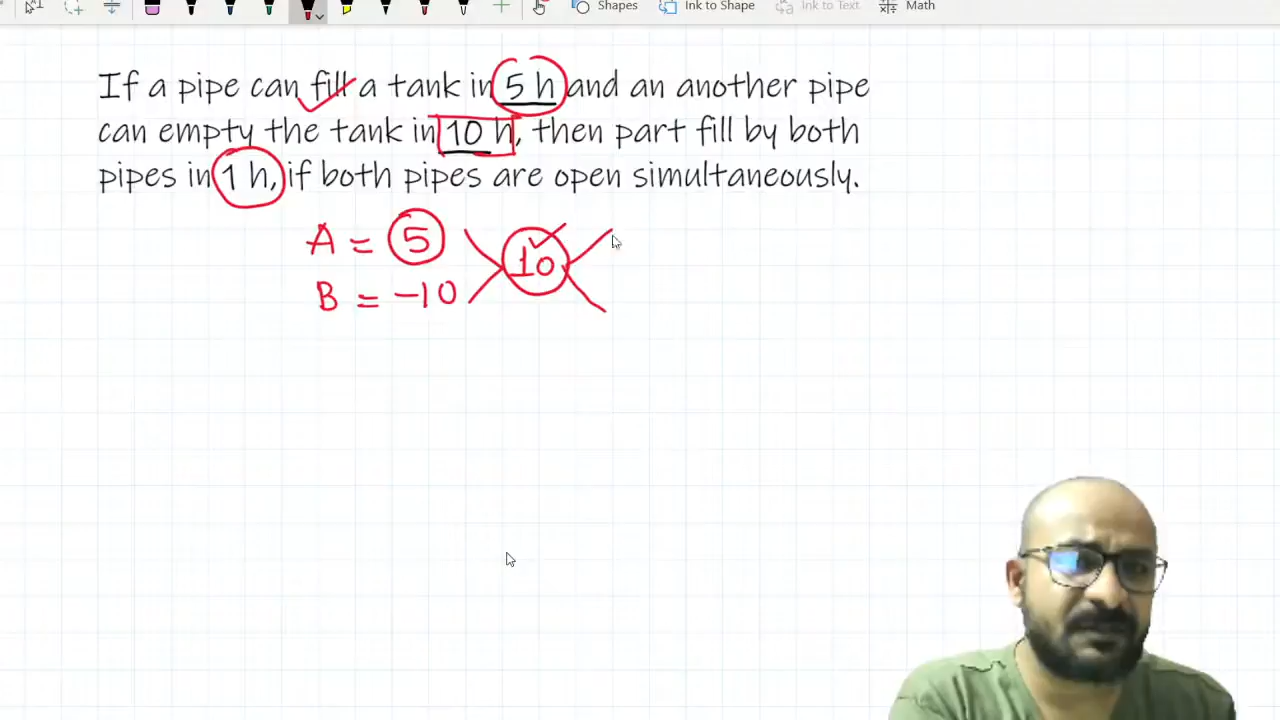 Shapes Ink to Shape Ink to Text Math
If a pipe can fill a tank in 5 h and an another pipe
can empty the tank in 10 h, then part fill by both
pipes in 1 h, if both pipes are open simultaneously.
A = 5
10
B = -10